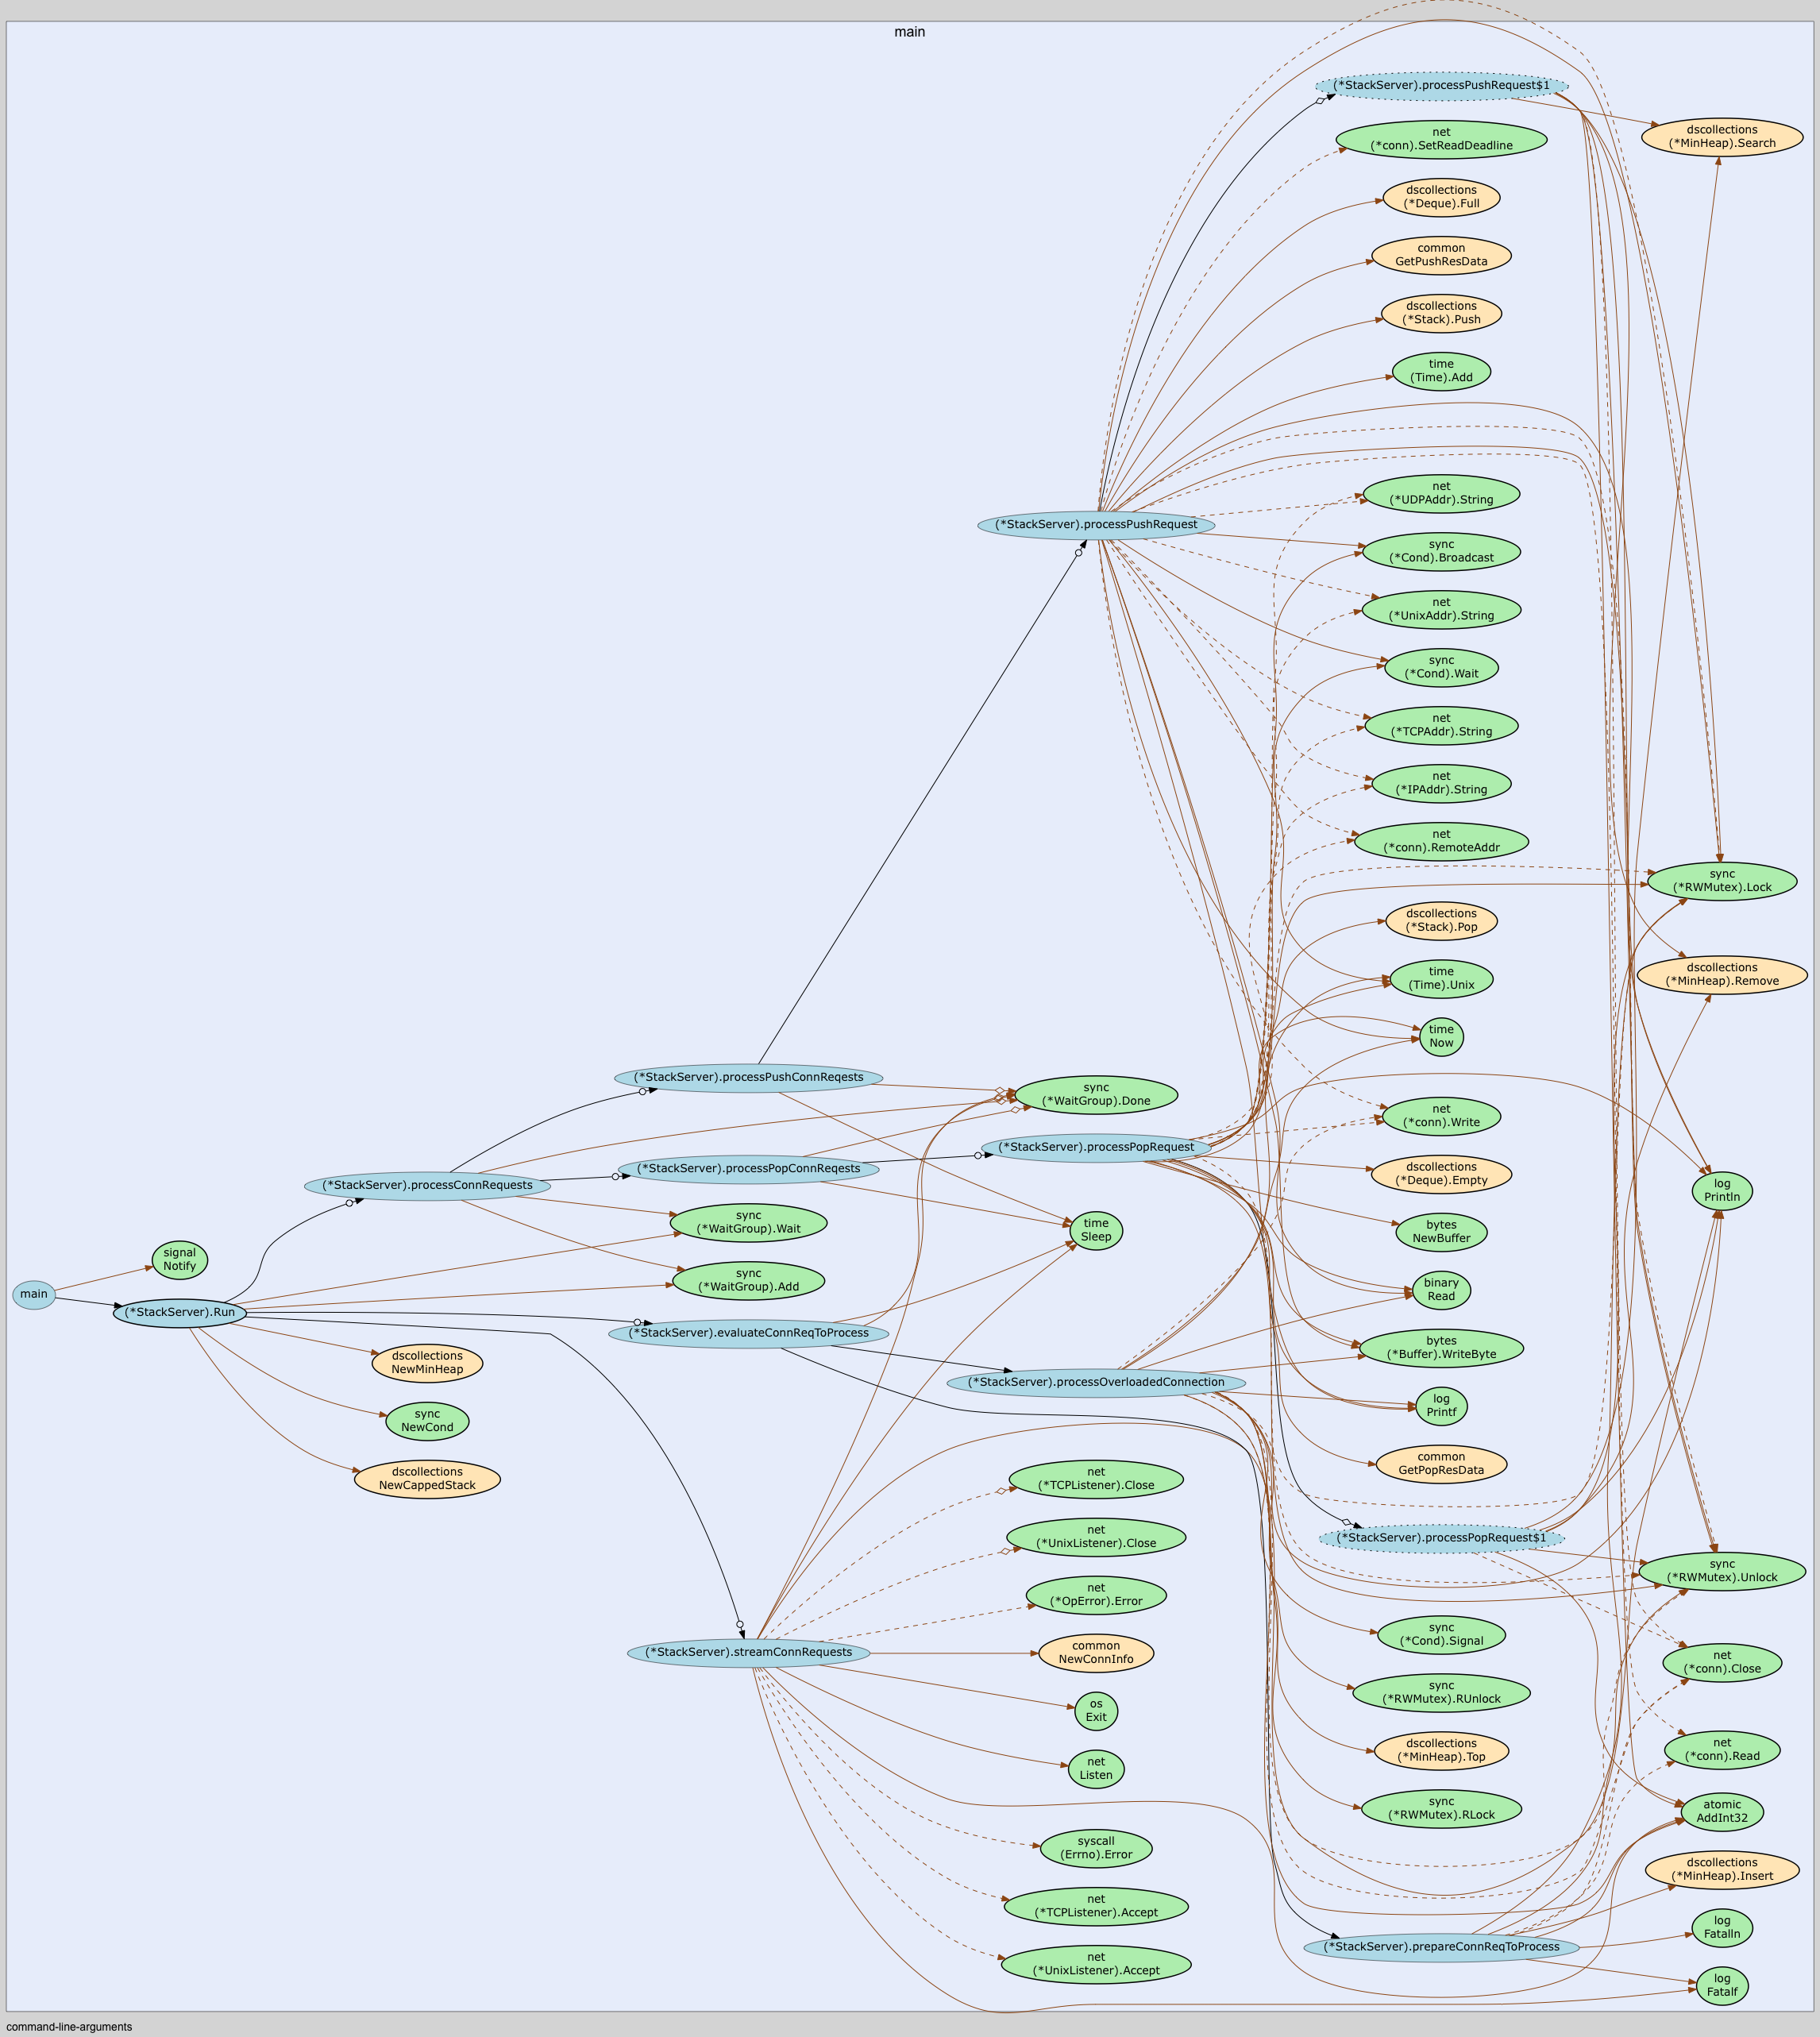 main
(*StackServer).processPushRequest$1
dscollections
(*MinHeap).Search
net
(*conn).SetReadDeadline
dscollections
(*Deque).Full
common
GetPushResData
dscollections
(*Stack).Push
time
(Time).Add
net
(*UDPAddr).String
(*StackServer).processPushRequest
sync
(*Cond).Broadcast
net
(*UnixAddr).String
sync
(*Cond).Wait
net
(*TCPAddr).String
net
(*IPAddr).String
net
(*conn).RemoteAddr
sync
(*RWMutex).Lock
dscollections
(*Stack).Pop
time
(Time).Unix
dscollections
(*MinHeap).Remove
time
Now
(*StackServer).processPushConnReqests
sync
(*WaitGroup).Done
net
(*conn).Write
(*StackServer).processPopRequest
(*StackServer).processPopConnReqests
dscollections
(*Deque).Empty
(*StackServer).processConnRequests
log
Println
sync
(*WaitGroup).Wait
time
Sleep
bytes
NewBuffer
signal
Notify
sync
(*WaitGroup).Add
binary
Read
main
(*StackServer).Run
(*StackServer).evaluateConnReqToProcess
bytes
(*Buffer).WriteByte
dscollections
NewMinHeap
(*StackServer).processOverloadedConnection
log
Printf
sync
NewCond
common
GetPopResData
dscollections
NewCappedStack
net
(*TCPListener).Close
net
(*UnixListener).Close
(*StackServer).processPopRequest$1
sync
(*RWMutex).Unlock
net
(*OpError).Error
sync
(*Cond).Signal
(*StackServer).streamConnRequests
common
NewConnInfo
net
(*conn).Close
sync
(*RWMutex).RUnlock
os
Exit
dscollections
(*MinHeap).Top
net
(*conn).Read
net
Listen
sync
(*RWMutex).RLock
atomic
AddInt32
syscall
(Errno).Error
dscollections
(*MinHeap).Insert
net
(*TCPListener).Accept
log
Fatalln
(*StackServer).prepareConnReqToProcess
net
(*UnixListener).Accept
log
Fatalf
command-line-arguments